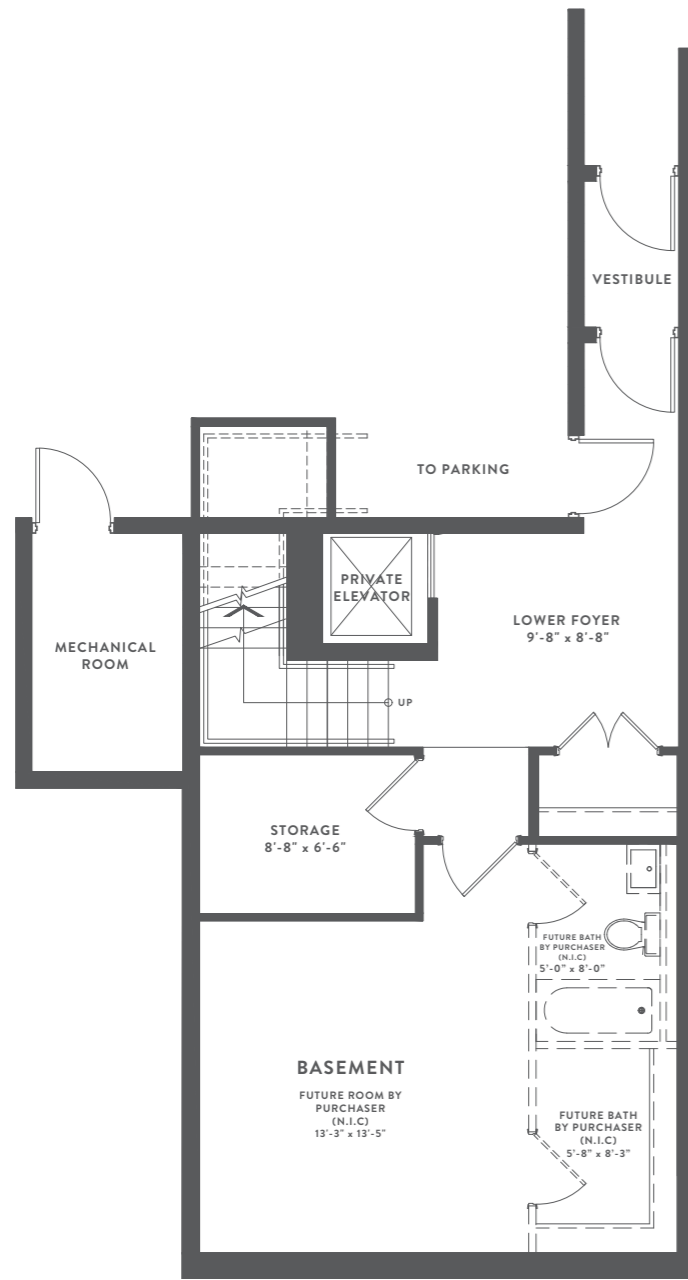 VESTIBULE
TO PARKING
PRIVATE
ELEVATOR
LOWER FOYER
9'-8" x 8'-8"
MECHANICAL
ROOM
UP
STORAGE
8'-8" x 6'-6"
FUTURE BATH
BY PURCHASER
(N.I.C)
5'-0" x 8'-0"
BASEMENT
FUTURE ROOM BY
PURCHASER
(N.I.C)
13'-3" x 13'-5"
FUTURE BATH
BY PURCHASER
(N.I.C)
5'-8" x 8'-3"